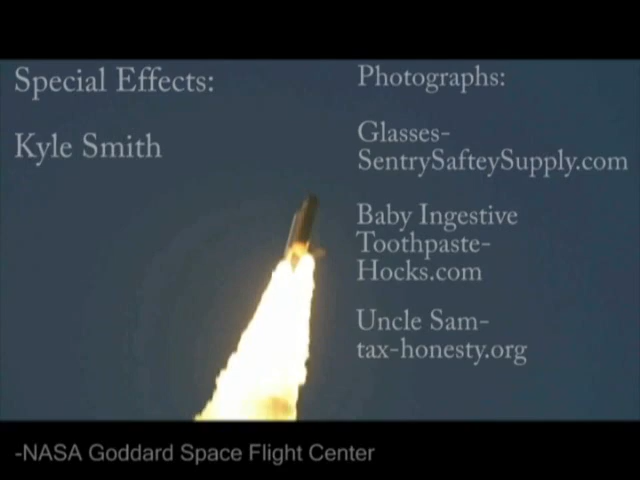 Special Effects:
Kyle Smith
Photographs:
Glasses-
SentrySafteySupply.com
Baby Ingestive
Toothpaste-
Hocks.com
Uncle Sam-
tax-honesty.org
-NASA Goddard Space Flight Center